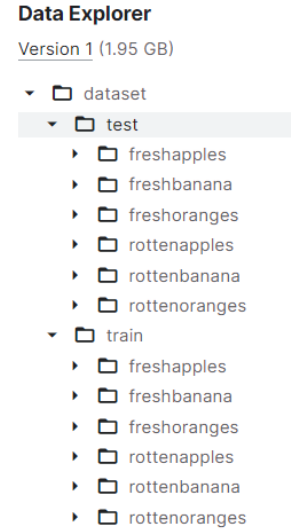 Data Explorer
Version 1 (1.95 GB)
dataset
test
freshapples
freshbanana
freshoranges
rottenapples
rottenbanana
rottenoranges
train
freshapples
freshbanana
freshoranges
rottenapples
rottenbanana
rottenoranges